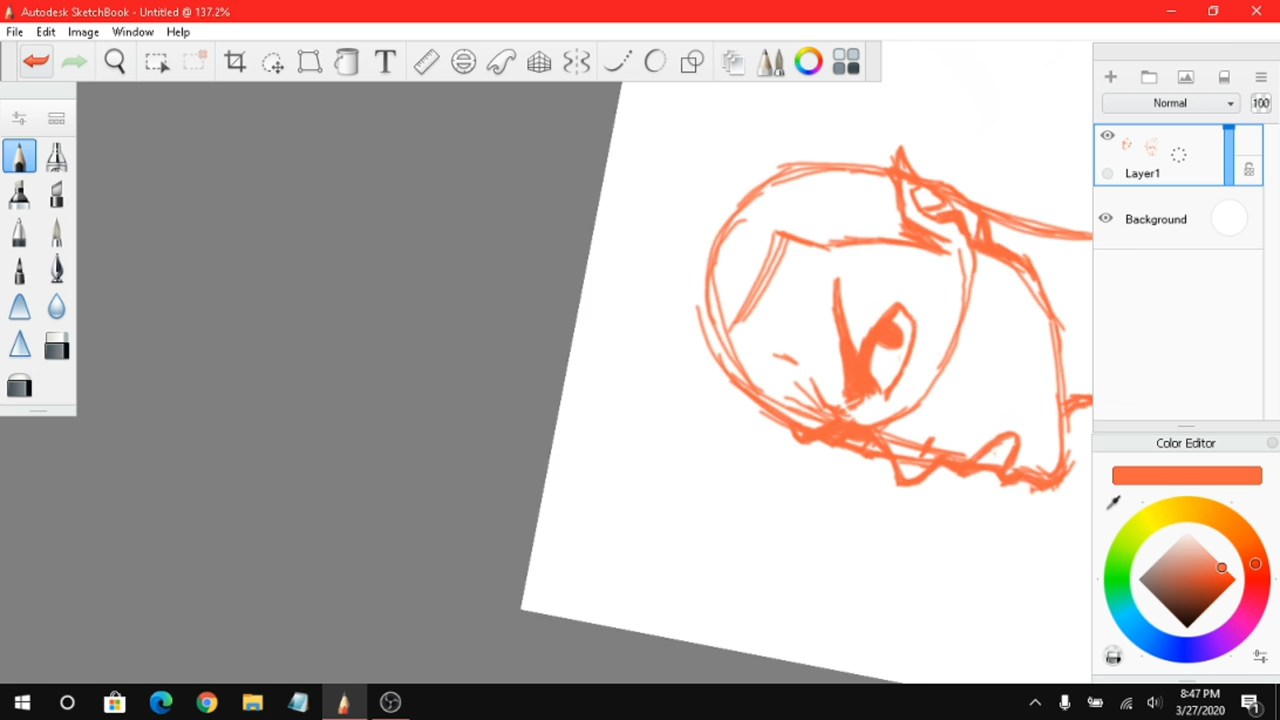 Autodesk SketchBook - Untitled @ 137.2%
File Edit Image Window Help
T
Normal 100
Layer1
Background
Color Editor
8:47 PM
3/27/2020
1